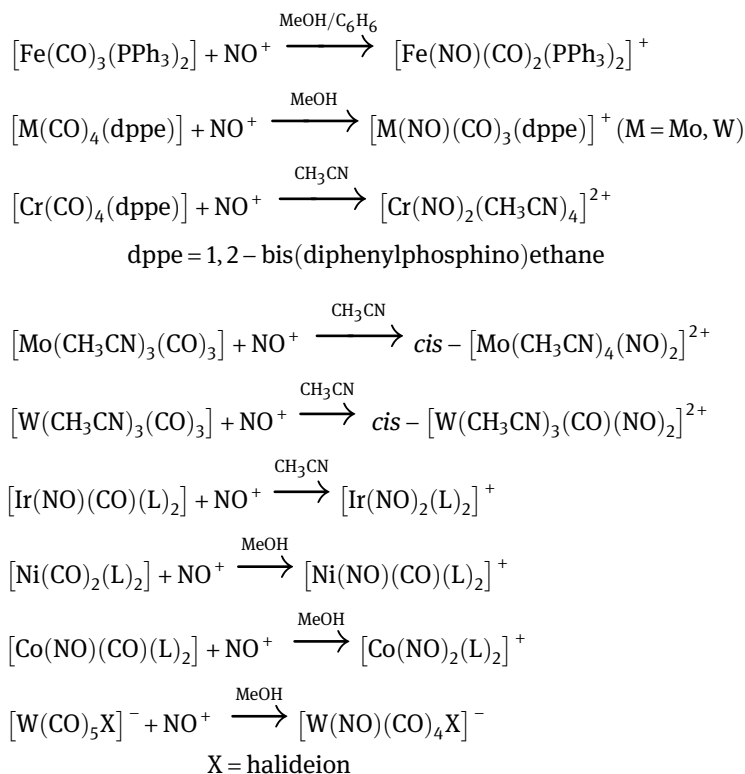 [Fe(CO)₃(PPh₃)₂] + NO⁺ ⟶ (MeOH/C₆H₆) [Fe(NO)(CO)₂(PPh₃)₂]⁺
[M(CO)₄(dppe)] + NO⁺ ⟶ (MeOH) [M(NO)(CO)₃(dppe)]⁺ (M = Mo, W)
[Cr(CO)₄(dppe)] + NO⁺ ⟶ (CH₃CN) [Cr(NO)₂(CH₃CN)₄]²⁺
dppe = 1, 2 – bis(diphenylphosphino)ethane
[Mo(CH₃CN)₃(CO)₃] + NO⁺ ⟶ (CH₃CN) cis – [Mo(CH₃CN)₄(NO)₂]²⁺
[W(CH₃CN)₃(CO)₃] + NO⁺ ⟶ (CH₃CN) cis – [W(CH₃CN)₃(CO)(NO)₂]²⁺
[Ir(NO)(CO)(L)₂] + NO⁺ ⟶ (CH₃CN) [Ir(NO)₂(L)₂]⁺
[Ni(CO)₂(L)₂] + NO⁺ ⟶ (MeOH) [Ni(NO)(CO)(L)₂]⁺
[Co(NO)(CO)(L)₂] + NO⁺ ⟶ (MeOH) [Co(NO)₂(L)₂]⁺
[W(CO)₅X]⁻ + NO⁺ ⟶ (MeOH) [W(NO)(CO)₄X]⁻
X = halideion